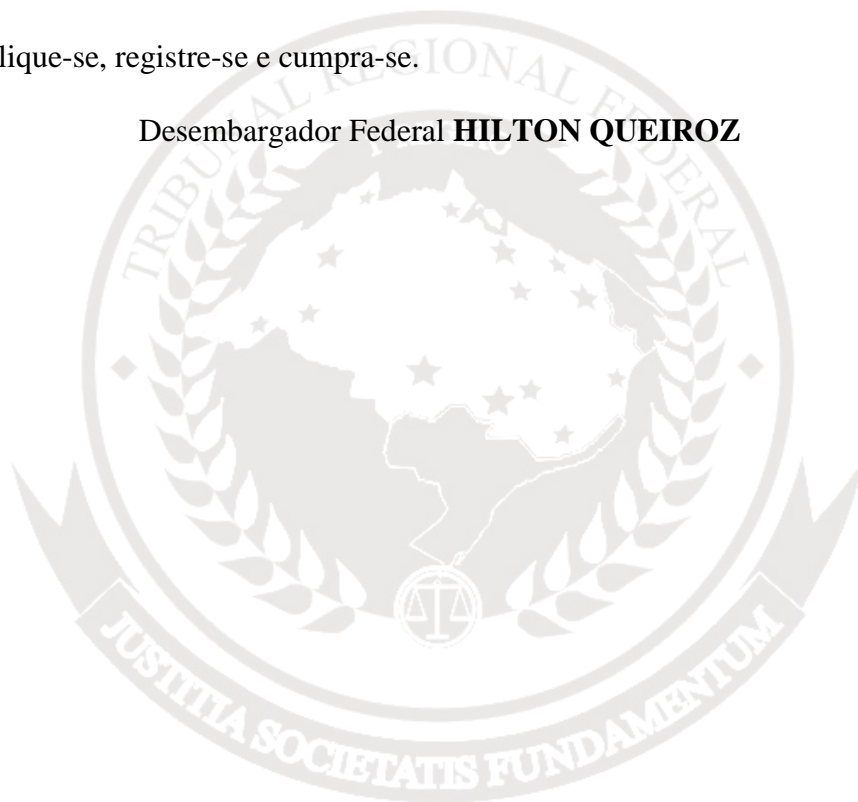 lique-se, registre-se e cumpra-se.
Desembargador Federal HILTON QUEIROZ
TRIBUNAL REGIONAL FEDERAL
JUSTITIA SOCIETATIS FUNDAMENTUM